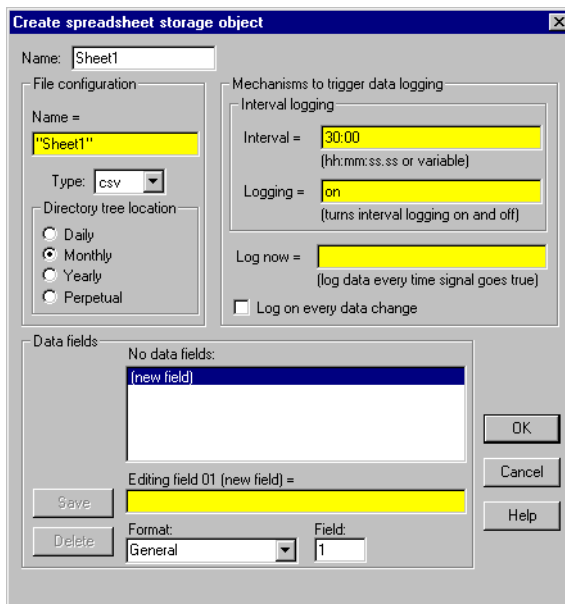 Create spreadsheet storage object
Name: Sheet1
File configuration
Name =
"Sheet1"
Type: csv
Directory tree location
Daily
Monthly
Yearly
Perpetual
Mechanisms to trigger data logging
Interval logging
Interval = 30:00
(hh:mm:ss.ss or variable)
Logging = on
(turns interval logging on and off)
Log now =
(log data every time signal goes true)
Log on every data change
Data fields
No data fields:
(new field)
Editing field 01 (new field) =
Save
Delete
Format: Field:
General 1
OK
Cancel
Help